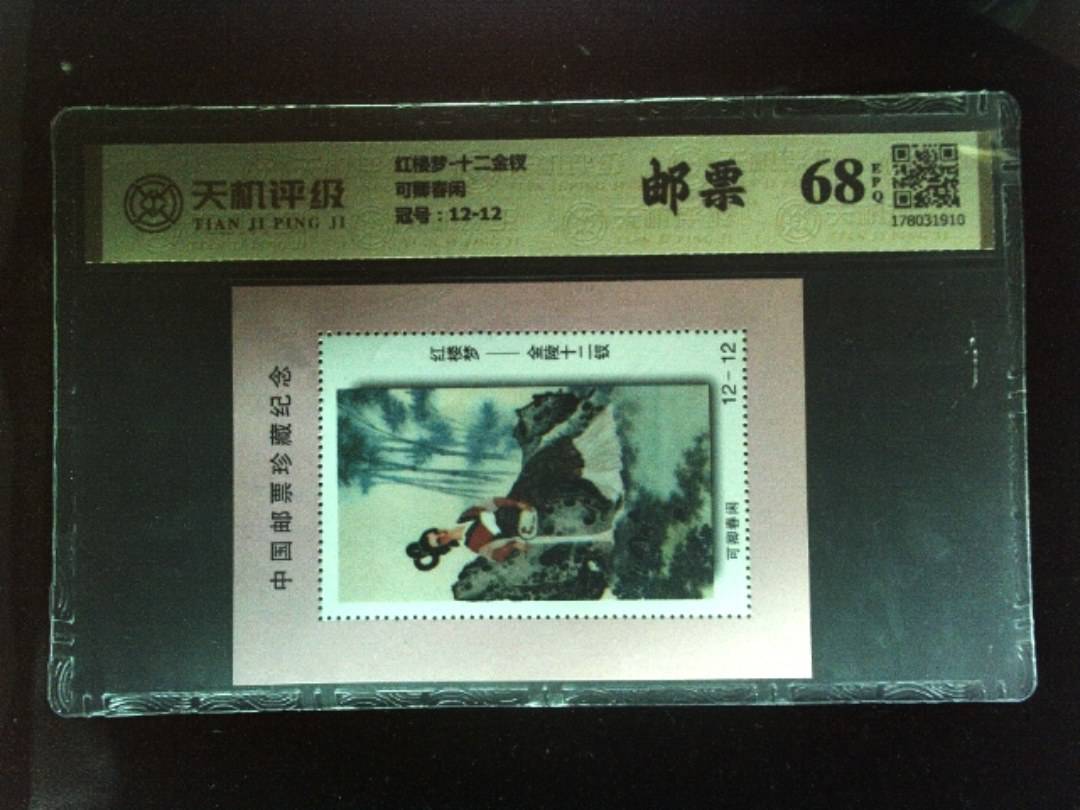 天机评级
TIAN JI PING JI
红楼梦-十二金钗
可卿春闲
冠号：12-12
邮票
68
EPQ
178031910
中国邮票珍藏纪念
红楼梦——金陵十二钗
12-12
可卿春闲